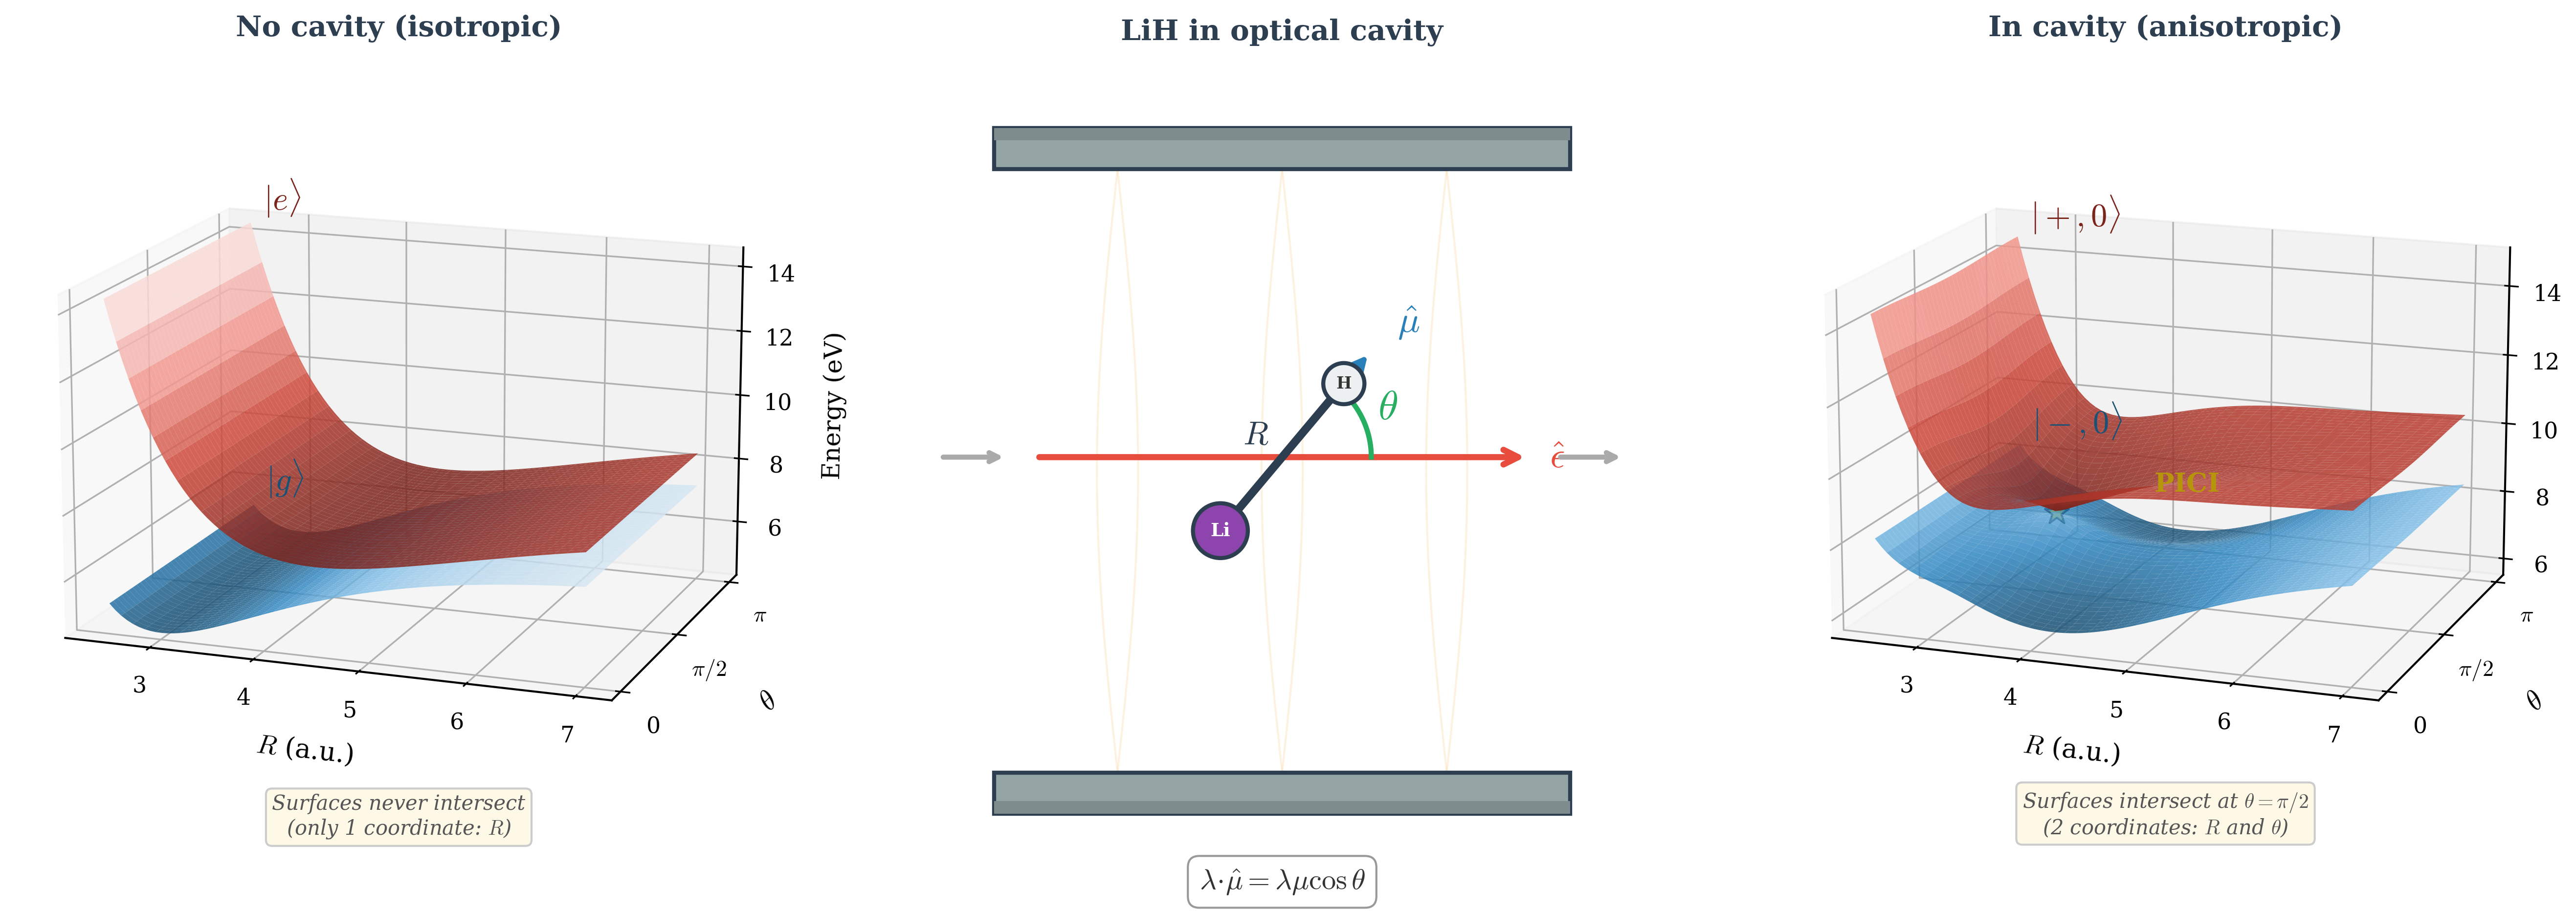 No cavity (isotropic)
|e⟩
|g⟩
14
12
10
8
6
Energy (eV)
3
4
5
6
7
R (a.u.)
0
π/2
π
θ
Surfaces never intersect
(only 1 coordinate: R)
LiH in optical cavity
μ̂
H
θ
R
ϵ̂
Li
λ·μ̂ = λμcos θ
In cavity (anisotropic)
|+, 0⟩
|−, 0⟩
PICI
14
12
10
8
6
3
4
5
6
7
R (a.u.)
0
π/2
π
θ
Surfaces intersect at θ = π/2
(2 coordinates: R and θ)